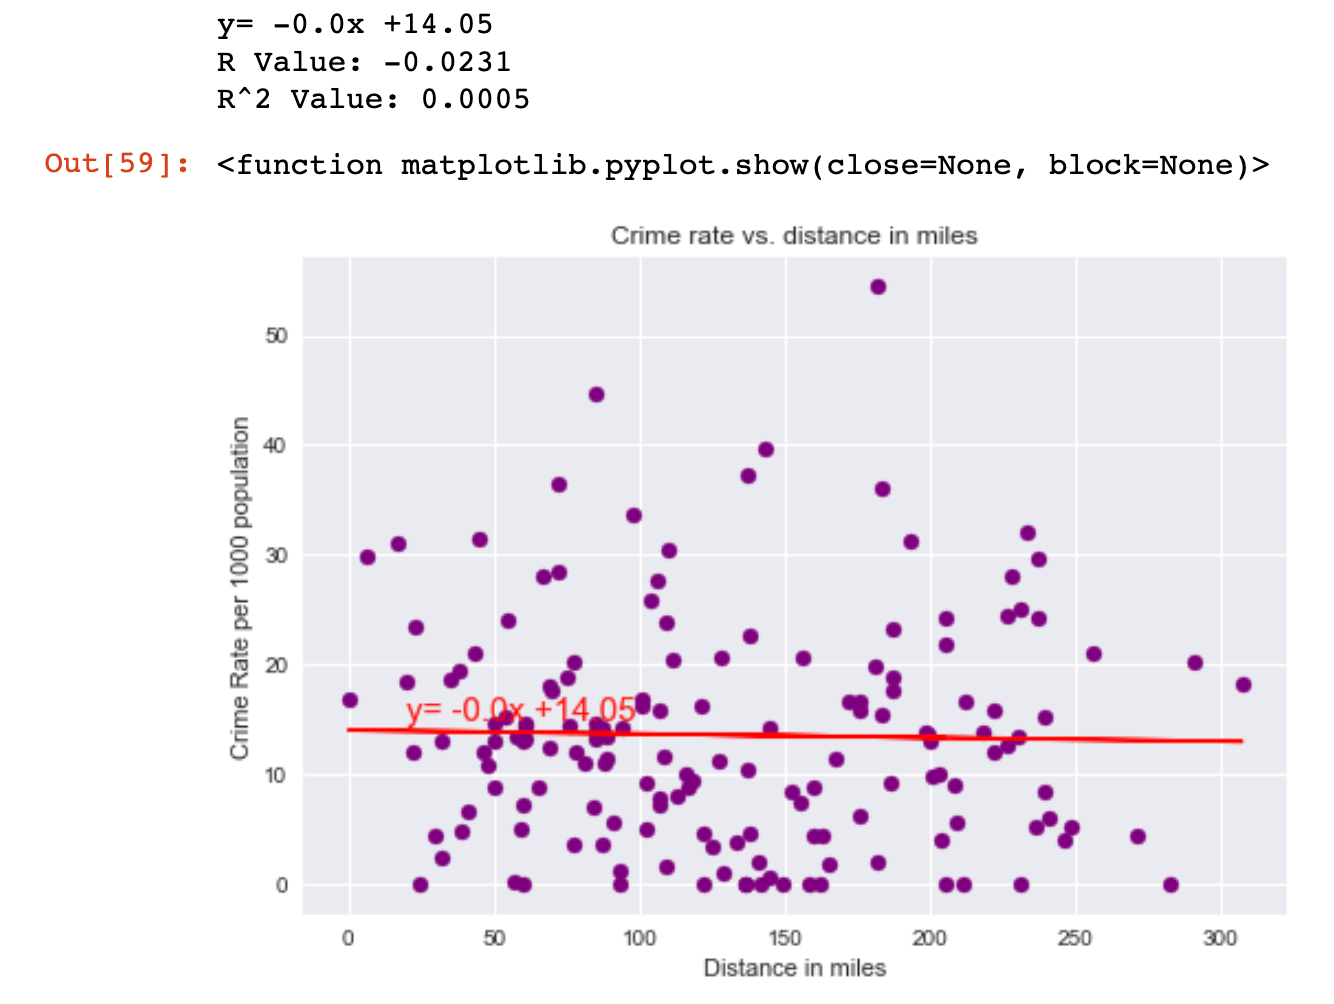 y= -0.0x +14.05
R Value: -0.0231
R^2 Value: 0.0005
Out[59]: <function matplotlib.pyplot.show(close=None, block=None)>
Crime rate vs. distance in miles
Crime Rate per 1000 population
50
40
30
20
10
0
y= -0.0x +14.05
0 50 100 150 200 250 300
Distance in miles